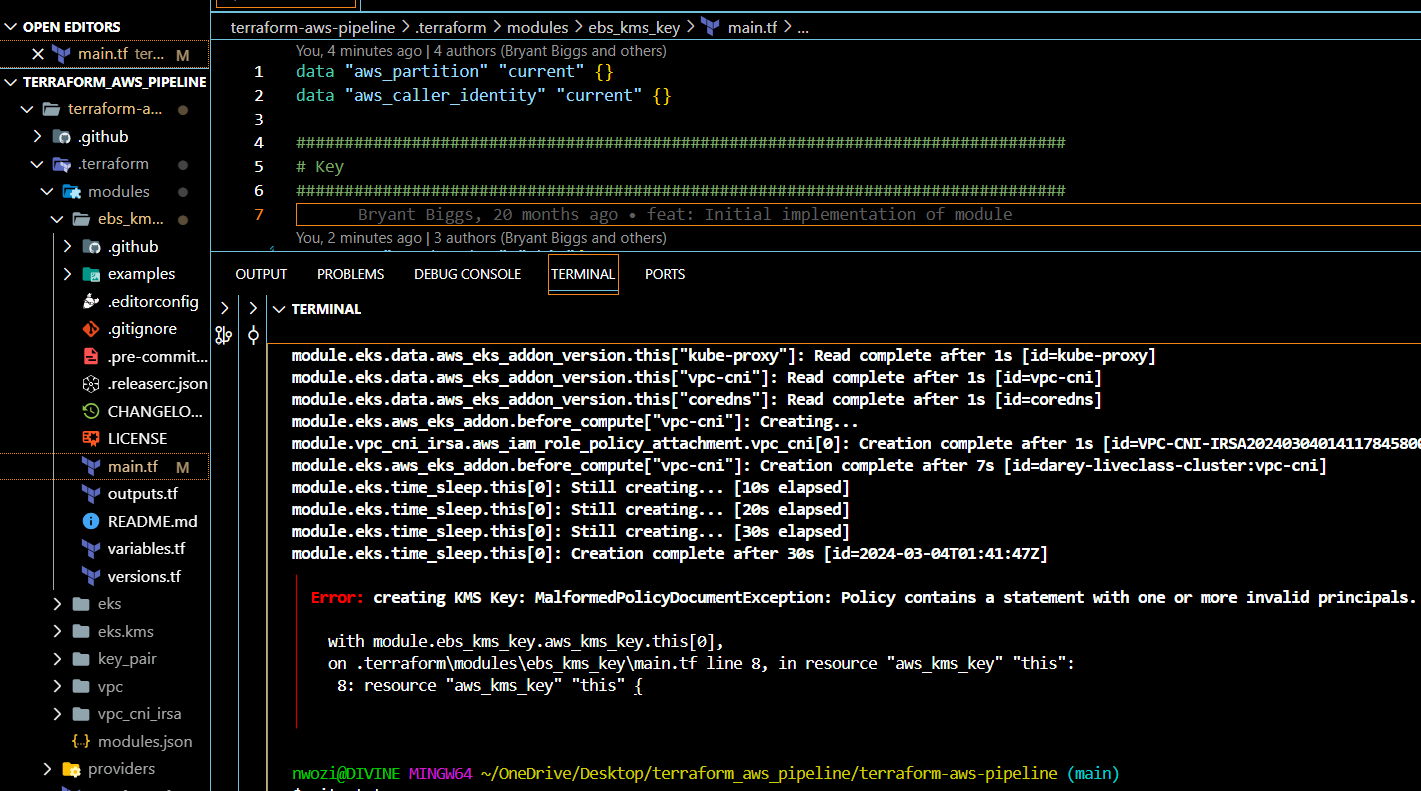 OPEN EDITORS
main.tf ter... M
TERRAFORM_AWS_PIPELINE
terraform-a...
.github
.terraform
modules
ebs_km...
.github
examples
.editorconfig
.gitignore
.pre-commit...
.releaserc.json
CHANGELO...
LICENSE
main.tf M
outputs.tf
README.md
variables.tf
versions.tf
eks
eks.kms
key_pair
vpc
vpc_cni_irsa
modules.json
providers
terraform-aws-pipeline > .terraform > modules > ebs_kms_key > main.tf > ...
You, 4 minutes ago | 4 authors (Bryant Biggs and others)
1 data "aws_partition" "current" {}
2 data "aws_caller_identity" "current" {}
3
4 ################################################################################
5 # Key
6 ################################################################################
7 Bryant Biggs, 20 months ago • feat: Initial implementation of module
You, 2 minutes ago | 3 authors (Bryant Biggs and others)
OUTPUT PROBLEMS DEBUG CONSOLE TERMINAL PORTS
TERMINAL
module.eks.data.aws_eks_addon_version.this["kube-proxy"]: Read complete after 1s [id=kube-proxy]
module.eks.data.aws_eks_addon_version.this["vpc-cni"]: Read complete after 1s [id=vpc-cni]
module.eks.data.aws_eks_addon_version.this["coredns"]: Read complete after 1s [id=coredns]
module.eks.aws_eks_addon.before_compute["vpc-cni"]: Creating...
module.vpc_cni_irsa.aws_iam_role_policy_attachment.vpc_cni[0]: Creation complete after 1s [id=VPC-CNI-IRSA20240304014117845800
module.eks.aws_eks_addon.before_compute["vpc-cni"]: Creation complete after 7s [id=darey-liveclass-cluster:vpc-cni]
module.eks.time_sleep.this[0]: Still creating... [10s elapsed]
module.eks.time_sleep.this[0]: Still creating... [20s elapsed]
module.eks.time_sleep.this[0]: Still creating... [30s elapsed]
module.eks.time_sleep.this[0]: Creation complete after 30s [id=2024-03-04T01:41:47Z]
Error: creating KMS Key: MalformedPolicyDocumentException: Policy contains a statement with one or more invalid principals.
with module.ebs_kms_key.aws_kms_key.this[0],
on .terraform\modules\ebs_kms_key\main.tf line 8, in resource "aws_kms_key" "this":
8: resource "aws_kms_key" "this" {
nwozi@DIVINE MINGW64 ~/OneDrive/Desktop/terraform_aws_pipeline/terraform-aws-pipeline (main)